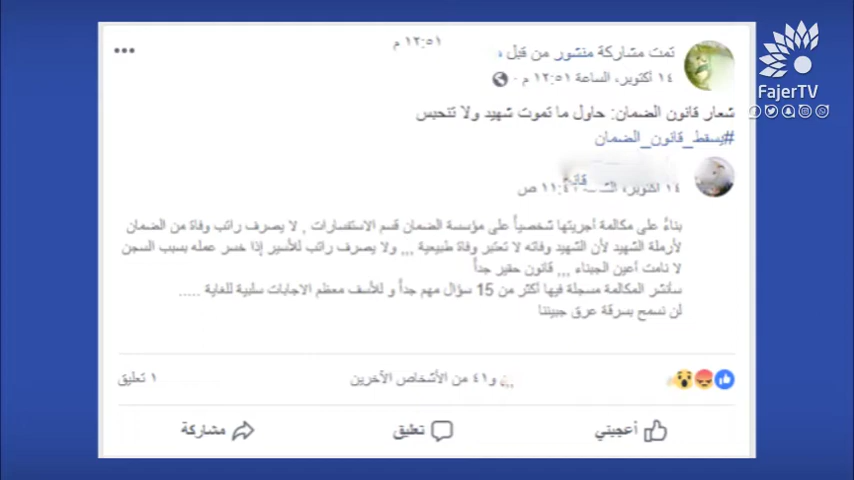 FajerTV
١٢:٥١ م
تمت مشاركة منشور من قبل
١٤ أكتوبر، الساعة ١٢:٥١ م
شعار قانون الضمان: حاول ما تموت شهيد ولا تنحبس
#يسقط_قانون_الضمان
١٤ أكتوبر، ص
بناءً على مكالمة أجريتها شخصياً على مؤسسة الضمان قسم الاستفسارات , لا يصرف راتب وفاة من الضمان
لأرملة الشهيد لأن الشهيد وفاته لا تعتبر وفاة طبيعية ,,, ولا يصرف راتب للأسير إذا خسر عمله بسبب السجن
لا نامت أعين الجبناء ,,, قانون حقير جداً
سأنشر المكالمة مسجلة فيها أكثر من 15 سؤال مهم جداً و للأسف معظم الاجابات سلبية للغاية .....
لن نسمح بسرقة عرق جبيننا
و٤١ من الأشخاص الآخرين
١ تعليق
أعجبني
تعليق
مشاركة